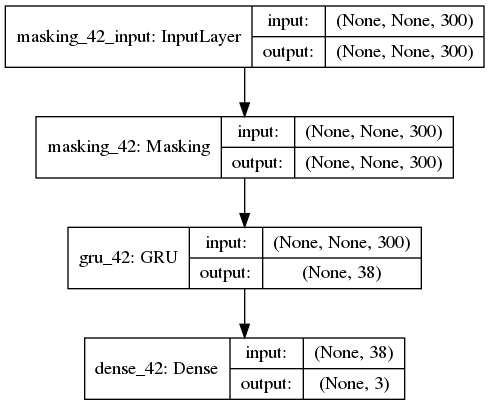 masking_42_input: InputLayer
input: (None, None, 300)
output: (None, None, 300)
masking_42: Masking
input: (None, None, 300)
output: (None, None, 300)
gru_42: GRU
input: (None, None, 300)
output: (None, 38)
dense_42: Dense
input: (None, 38)
output: (None, 3)